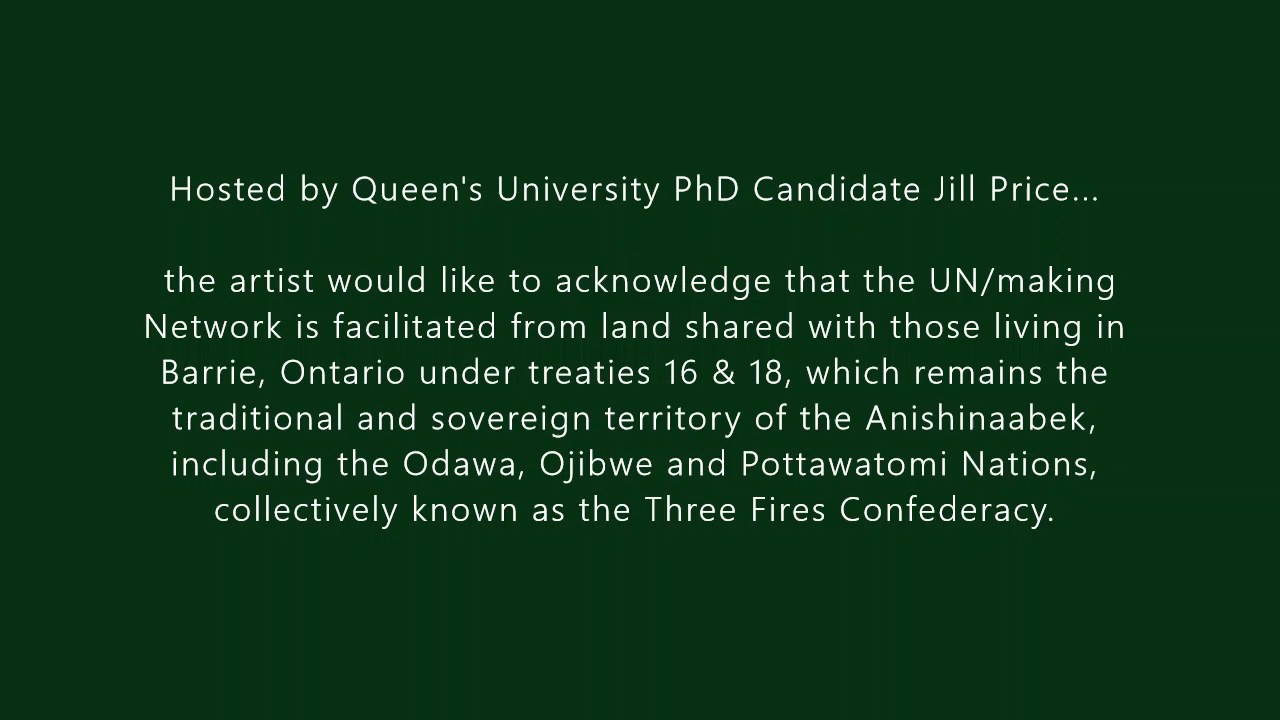 Hosted by Queen's University PhD Candidate Jill Price...
the artist would like to acknowledge that the UN/making
Network is facilitated from land shared with those living in
Barrie, Ontario under treaties 16 & 18, which remains the
traditional and sovereign territory of the Anishinaabek,
including the Odawa, Ojibwe and Pottawatomi Nations,
collectively known as the Three Fires Confederacy.